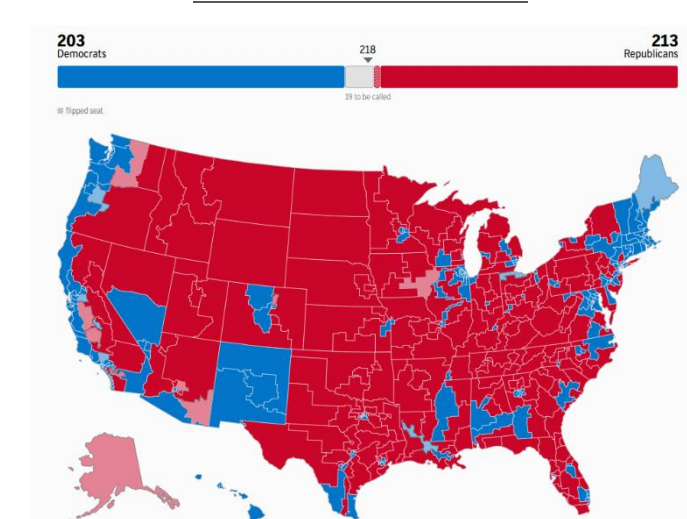 203
213
Democrats
218
Republicans
19 to be called
flipped seat